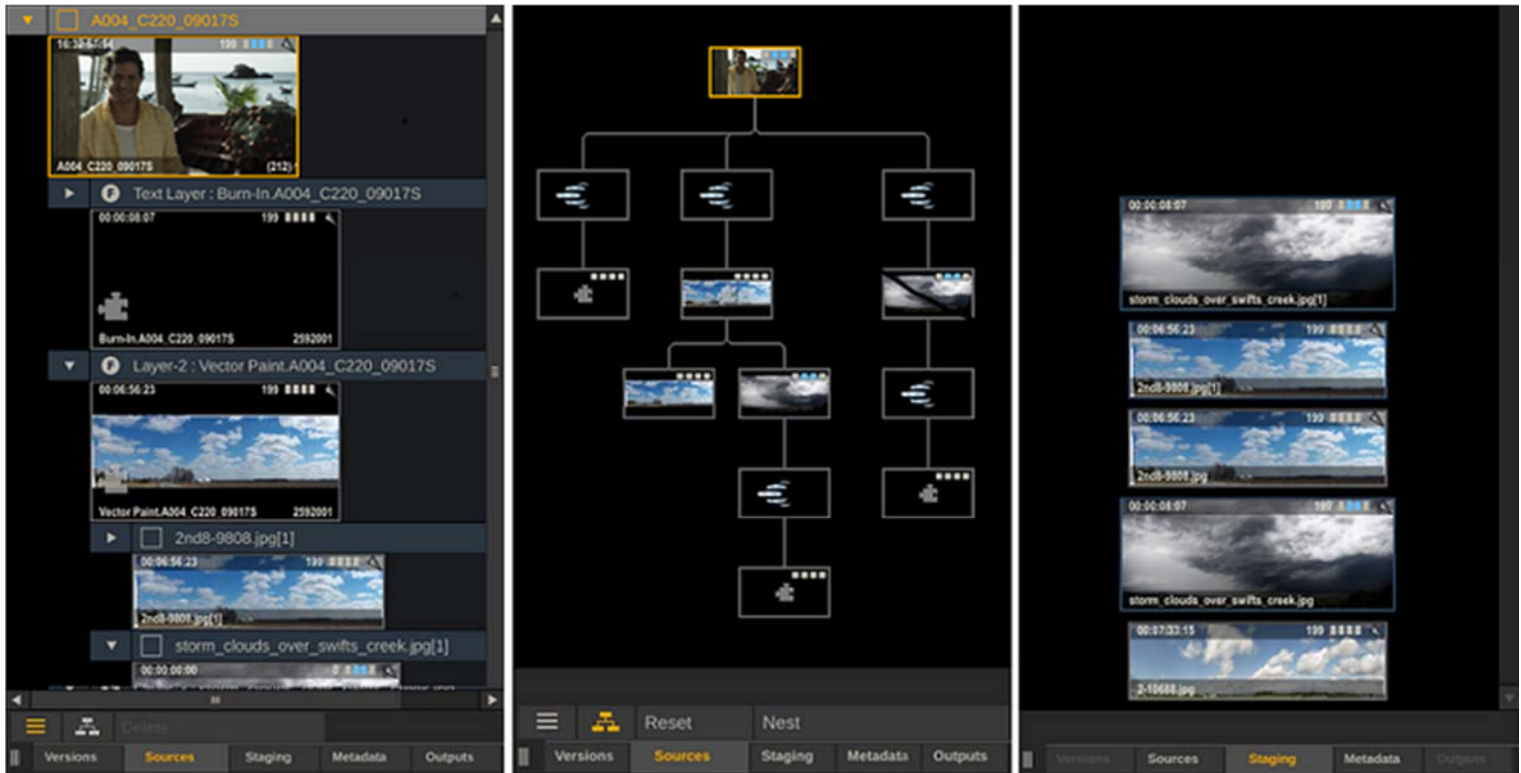 A004_C220_09017S
199
A004_C220_09017S (212)
Text Layer : Burn-In.A004_C220_09017S
00:00:08:07 199
Burn-In.A004_C220_09017S 2592001
Layer-2 : Vector Paint.A004_C220_09017S
00:06:56:23 199
Vector Paint.A004_C220_09017S 2592001
2nd8-9808.jpg[1]
00:06:56:23 199
2nd8-9808.jpg[1]
storm_clouds_over_swifts_creek.jpg[1]
00:00:00:00
Delete
Versions Sources Staging Metadata Outputs
Reset Nest
Versions Sources Staging Metadata Outputs
00:00:08:07 199
storm_clouds_over_swifts_creek.jpg[1]
00:06:56:23 199
2nd8-9808.jpg[1]
00:06:56:23 199
2nd8-9808.jpg
00:00:08:07 199
storm_clouds_over_swifts_creek.jpg
00:07:33:15 199
2-10688.jpg
Versions Sources Staging Metadata Outputs